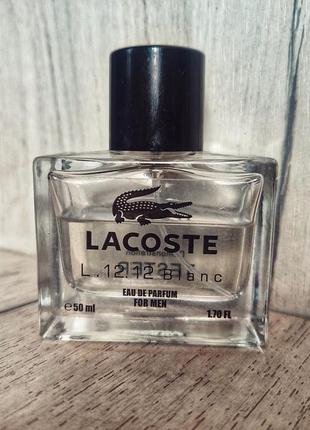 LACOSTE
L.12.12 Blanc
EAU DE PARFUM
FOR MEN
e50 ml 1.70 FL